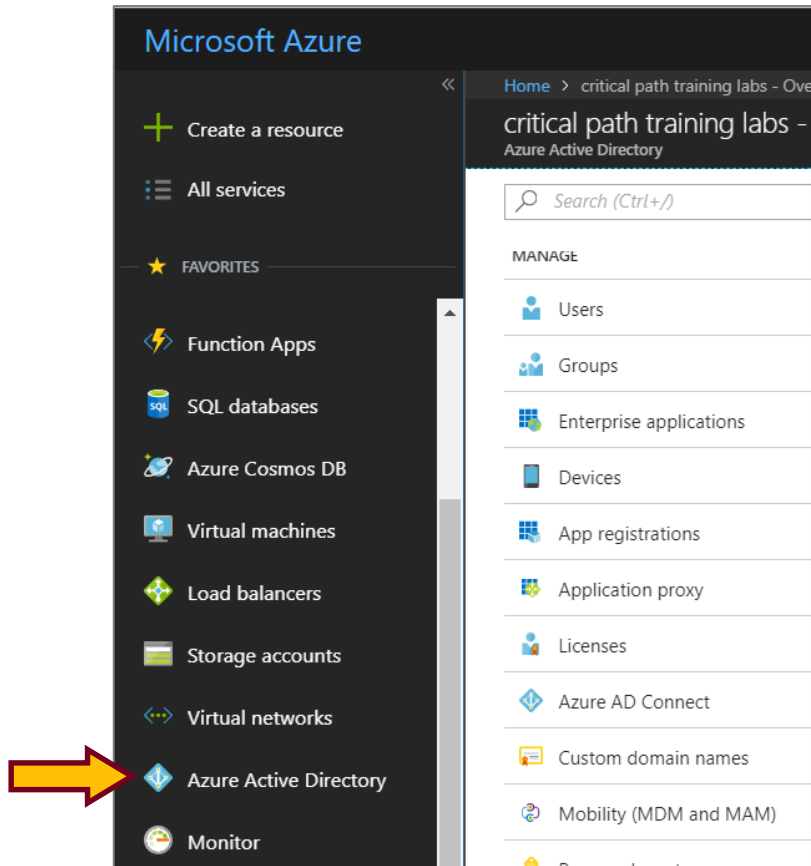 Microsoft Azure
«
Home > critical path training labs - Ove
critical path training labs -
Azure Active Directory
Create a resource
All services
Search (Ctrl+/)
FAVORITES
MANAGE
Function Apps
SQL
SQL databases
Azure Cosmos DB
Virtual machines
Load balancers
Storage accounts
Virtual networks
Azure Active Directory
Monitor
Users
Groups
Enterprise applications
Devices
App registrations
Application proxy
Licenses
Azure AD Connect
Custom domain names
Mobility (MDM and MAM)